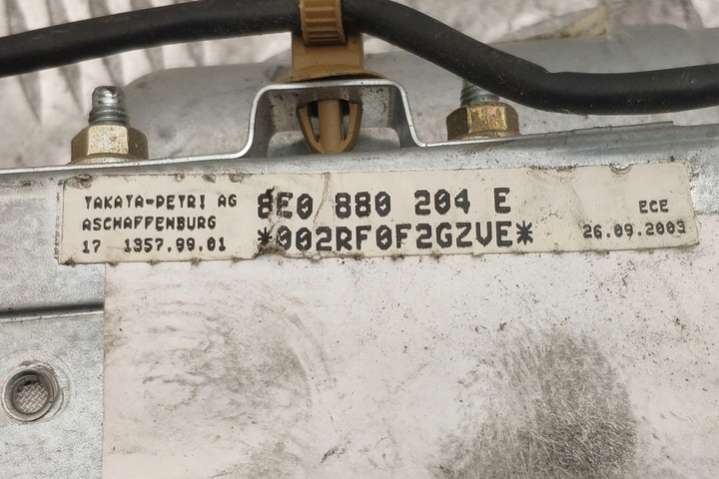 TAKATA-PETRI AG
ASCHAFFENBURG
17 1357.99.01
8E0 880 204 E
*002RF0F2GZVE*
ECE
26.09.2003